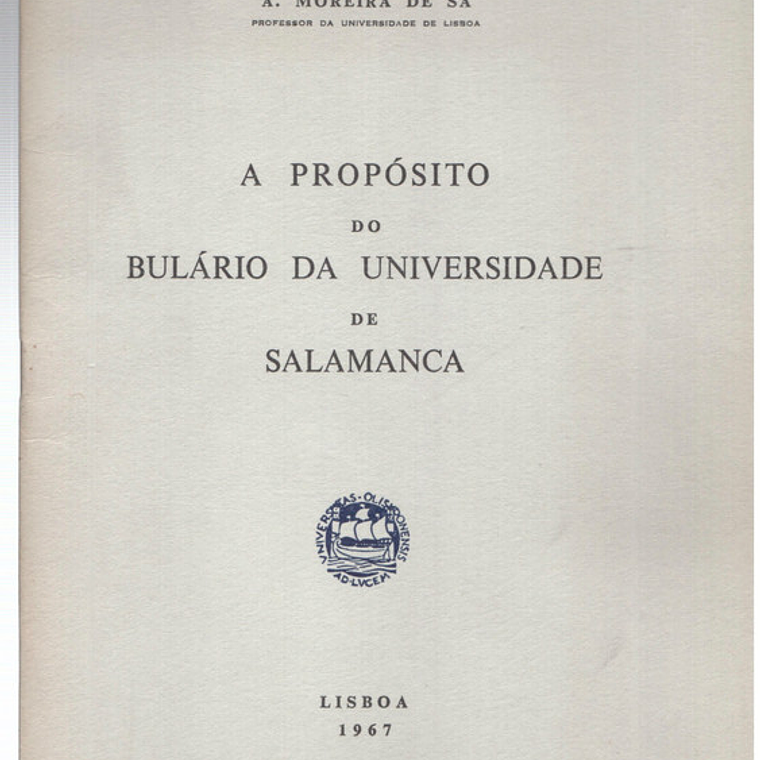 A. MOREIRA DE SÁ
PROFESSOR DA UNIVERSIDADE DE LISBOA
A PROPÓSITO
DO
BULÁRIO DA UNIVERSIDADE
DE
SALAMANCA
UNIVERSITAS·OLISIPONENSIS
AD·LVCEM
LISBOA
1967